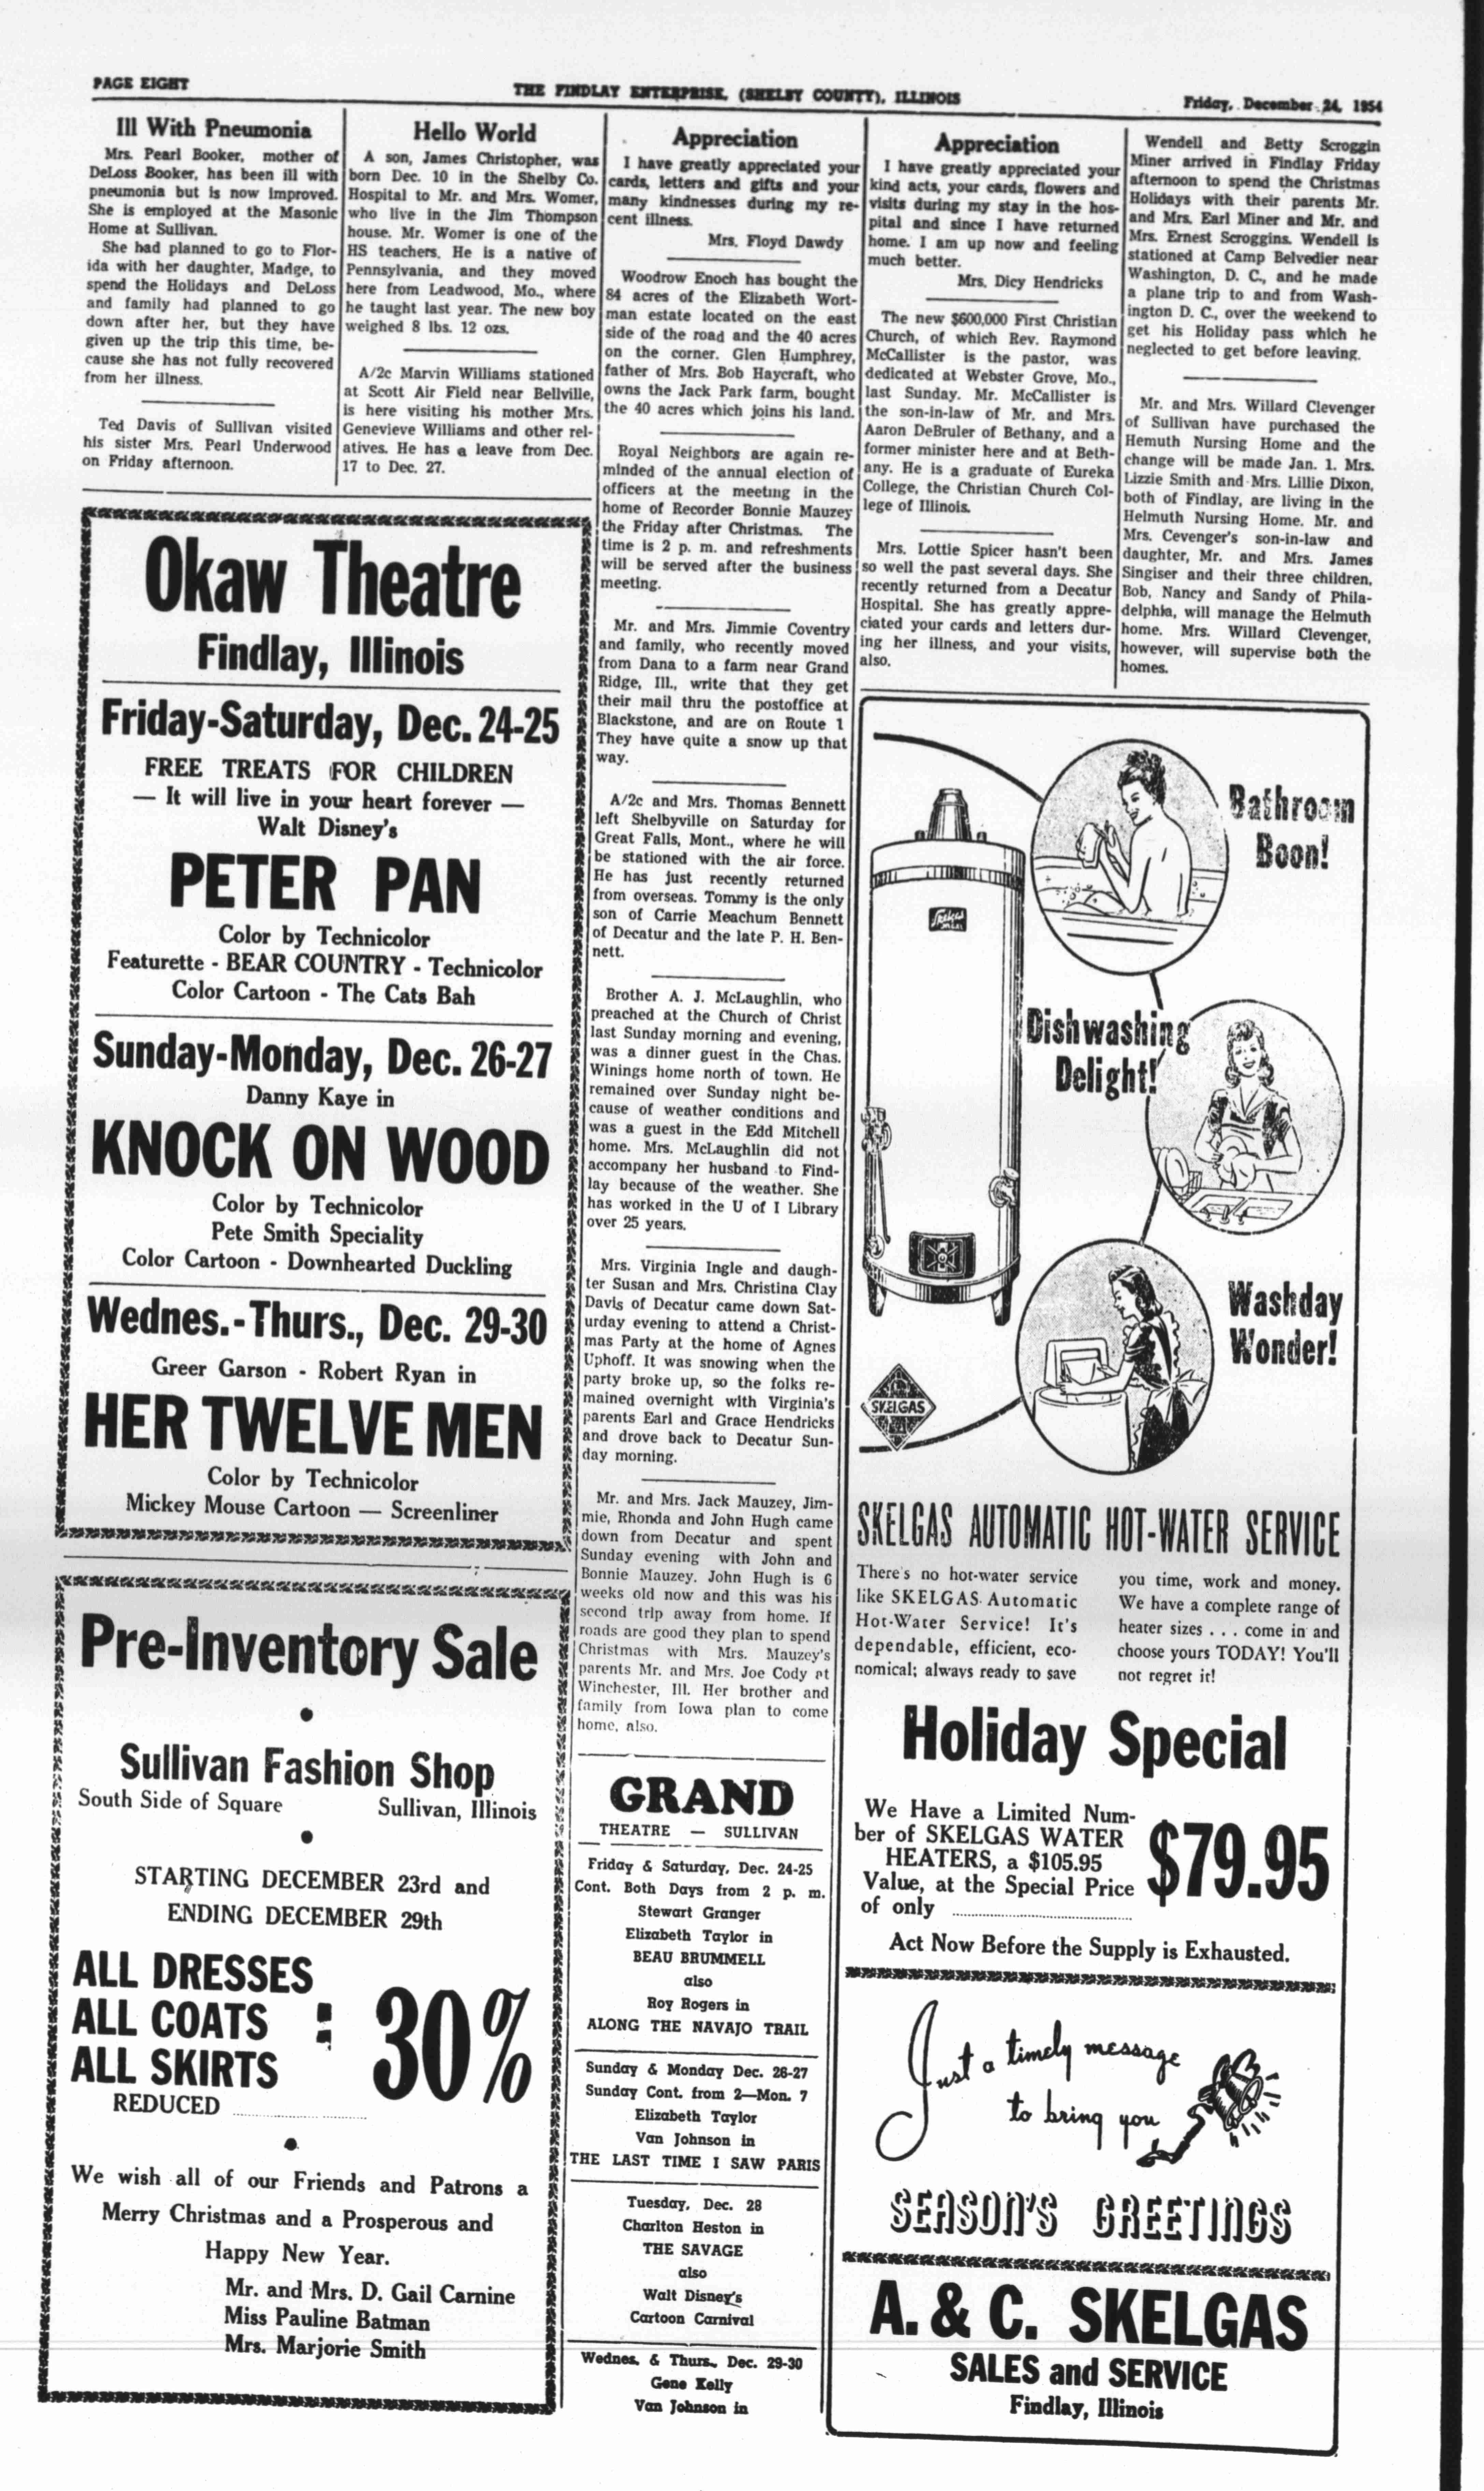 PAGE EIGHT
THE FINDLAY ENTERPRISE, (SHELBY COUNTY), ILLINOIS
Friday, December 24, 1954
Ill With Pneumonia
Mrs. Pearl Booker, mother of
DeLoss Booker, has been ill with
pneumonia but is now improved.
She is employed at the Masonic
Home at Sullivan.
She had planned to go to Flor-
ida with her daughter, Madge, to
spend the Holidays and DeLoss
and family had planned to go
down after her, but they have
given up the trip this time, be-
cause she has not fully recovered
from her illness.
Ted Davis of Sullivan visited
his sister Mrs. Pearl Underwood
on Friday afternoon.
Hello World
A son, James Christopher, was
born Dec. 10 in the Shelby Co.
Hospital to Mr. and Mrs. Womer,
who live in the Jim Thompson
house. Mr. Womer is one of the
HS teachers. He is a native of
Pennsylvania, and they moved
here from Leadwood, Mo., where
he taught last year. The new boy
weighed 8 lbs. 12 ozs.
A/2c Marvin Williams stationed
at Scott Air Field near Bellville,
is here visiting his mother Mrs.
Genevieve Williams and other rel-
atives. He has a leave from Dec.
17 to Dec. 27.
Okaw Theatre
Findlay, Illinois
Friday-Saturday, Dec. 24-25
FREE TREATS FOR CHILDREN
— It will live in your heart forever —
Walt Disney's
PETER PAN
Color by Technicolor
Featurette - BEAR COUNTRY - Technicolor
Color Cartoon - The Cats Bah
Sunday-Monday, Dec. 26-27
Danny Kaye in
KNOCK ON WOOD
Color by Technicolor
Pete Smith Speciality
Color Cartoon - Downhearted Duckling
Wednes.-Thurs., Dec. 29-30
Greer Garson - Robert Ryan in
HER TWELVE MEN
Color by Technicolor
Mickey Mouse Cartoon — Screenliner
Pre-Inventory Sale
Sullivan Fashion Shop
South Side of Square Sullivan, Illinois
STARTING DECEMBER 23rd and
ENDING DECEMBER 29th
ALL DRESSES
ALL COATS : 30%
ALL SKIRTS
REDUCED
We wish all of our Friends and Patrons a
Merry Christmas and a Prosperous and
Happy New Year.
Mr. and Mrs. D. Gail Carnine
Miss Pauline Batman
Mrs. Marjorie Smith
Appreciation
I have greatly appreciated your
cards, letters and gifts and your
many kindnesses during my re-
cent illness.
Mrs. Floyd Dawdy
Woodrow Enoch has bought the
84 acres of the Elizabeth Wort-
man estate located on the east
side of the road and the 40 acres
on the corner. Glen Humphrey,
father of Mrs. Bob Haycraft, who
owns the Jack Park farm, bought
the 40 acres which joins his land.
Royal Neighbors are again re-
minded of the annual election of
officers at the meeting in the
home of Recorder Bonnie Mauzey
the Friday after Christmas. The
time is 2 p. m. and refreshments
will be served after the business
meeting.
Mr. and Mrs. Jimmie Coventry
and family, who recently moved
from Dana to a farm near Grand
Ridge, Ill., write that they get
their mail thru the postoffice at
Blackstone, and are on Route 1
They have quite a snow up that
way.
A/2c and Mrs. Thomas Bennett
left Shelbyville on Saturday for
Great Falls, Mont., where he will
be stationed with the air force.
He has just recently returned
from overseas. Tommy is the only
son of Carrie Meachum Bennett
of Decatur and the late P. H. Ben-
nett.
Brother A. J. McLaughlin, who
preached at the Church of Christ
last Sunday morning and evening,
was a dinner guest in the Chas.
Winings home north of town. He
remained over Sunday night be-
cause of weather conditions and
was a guest in the Edd Mitchell
home. Mrs. McLaughlin did not
accompany her husband to Find-
lay because of the weather. She
has worked in the U of I Library
over 25 years.
Mrs. Virginia Ingle and daugh-
ter Susan and Mrs. Christina Clay
Davis of Decatur came down Sat-
urday evening to attend a Christ-
mas Party at the home of Agnes
Uphoff. It was snowing when the
party broke up, so the folks re-
mained overnight with Virginia's
parents Earl and Grace Hendricks
and drove back to Decatur Sun-
day morning.
Mr. and Mrs. Jack Mauzey, Jim-
mie, Rhonda and John Hugh came
down from Decatur and spent
Sunday evening with John and
Bonnie Mauzey. John Hugh is 6
weeks old now and this was his
second trip away from home. If
roads are good they plan to spend
Christmas with Mrs. Mauzey's
parents Mr. and Mrs. Joe Cody at
Winchester, Ill. Her brother and
family from Iowa plan to come
home, also.
GRAND
THEATRE — SULLIVAN
Friday & Saturday, Dec. 24-25
Cont. Both Days from 2 p. m.
Stewart Granger
Elizabeth Taylor in
BEAU BRUMMELL
also
Roy Rogers in
ALONG THE NAVAJO TRAIL
Sunday & Monday Dec. 26-27
Sunday Cont. from 2—Mon. 7
Elizabeth Taylor
Van Johnson in
THE LAST TIME I SAW PARIS
Tuesday, Dec. 28
Charlton Heston in
THE SAVAGE
also
Walt Disney's
Cartoon Carnival
Wednes. & Thurs., Dec. 29-30
Gene Kelly
Van Johnson in
Appreciation
I have greatly appreciated your
kind acts, your cards, flowers and
visits during my stay in the hos-
pital and since I have returned
home. I am up now and feeling
much better.
Mrs. Dicy Hendricks
The new $600,000 First Christian
Church, of which Rev. Raymond
McCallister is the pastor, was
dedicated at Webster Grove, Mo.,
last Sunday. Mr. McCallister is
the son-in-law of Mr. and Mrs.
Aaron DeBruler of Bethany, and a
former minister here and at Beth-
any. He is a graduate of Eureka
College, the Christian Church Col-
lege of Illinois.
Mrs. Lottie Spicer hasn't been
so well the past several days. She
recently returned from a Decatur
Hospital. She has greatly appre-
ciated your cards and letters dur-
ing her illness, and your visits,
also.
Wendell and Betty Scroggin
Miner arrived in Findlay Friday
afternoon to spend the Christmas
Holidays with their parents Mr.
and Mrs. Earl Miner and Mr. and
Mrs. Ernest Scroggins. Wendell is
stationed at Camp Belvedier near
Washington, D. C., and he made
a plane trip to and from Wash-
ington D. C., over the weekend to
get his Holiday pass which he
neglected to get before leaving.
Mr. and Mrs. Willard Clevenger
of Sullivan have purchased the
Hemuth Nursing Home and the
change will be made Jan. 1. Mrs.
Lizzie Smith and Mrs. Lillie Dixon,
both of Findlay, are living in the
Helmuth Nursing Home. Mr. and
Mrs. Cevenger's son-in-law and
daughter, Mr. and Mrs. James
Singiser and their three children,
Bob, Nancy and Sandy of Phila-
delphia, will manage the Helmuth
home. Mrs. Willard Clevenger,
however, will supervise both the
homes.
Bathroom
Boon!
Dishwashing
Delight!
Washday
Wonder!
SKELGAS
SKELGAS AUTOMATIC HOT-WATER SERVICE
There's no hot-water service
like SKELGAS Automatic
Hot-Water Service! It's
dependable, efficient, eco-
nomical; always ready to save
you time, work and money.
We have a complete range of
heater sizes . . . come in and
choose yours TODAY! You'll
not regret it!
Holiday Special
We Have a Limited Num-
ber of SKELGAS WATER
HEATERS, a $105.95
Value, at the Special Price
of only
$79.95
Act Now Before the Supply is Exhausted.
Just a timely message
to bring you
SEASON'S GREETINGS
A. & C. SKELGAS
SALES and SERVICE
Findlay, Illinois